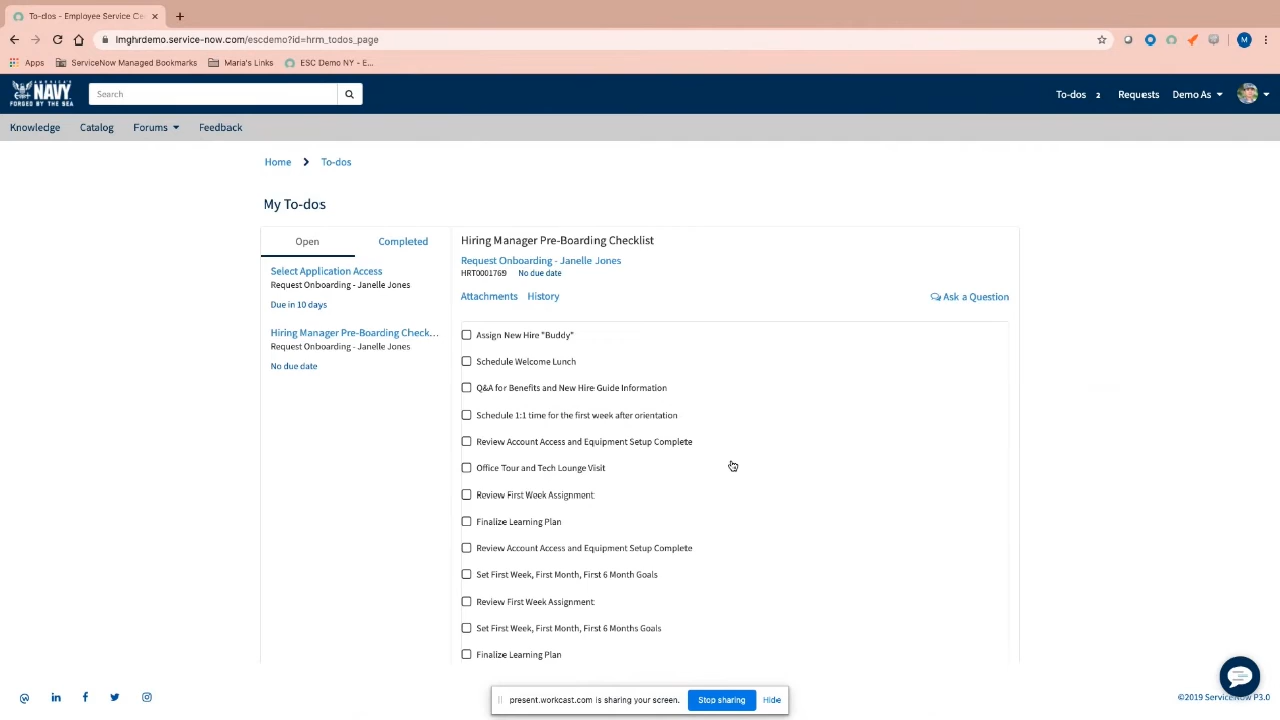 To-dos - Employee Service Ce
lmghrdemo.service-now.com/escdemo?id=hrm_todos_page
M
Apps ServiceNow Managed Bookmarks Maria's Links ESC Demo NY - E...
AMERICA'S
NAVY
FORGED BY THE SEA
Search
To-dos 2 Requests Demo As
Knowledge Catalog Forums Feedback
Home To-dos
My To-dos
Open Completed
Select Application Access
Request Onboarding - Janelle Jones
Due in 10 days
Hiring Manager Pre-Boarding Check...
Request Onboarding - Janelle Jones
No due date
Hiring Manager Pre-Boarding Checklist
Request Onboarding - Janelle Jones
HRT0001769 No due date
Attachments History Ask a Question
Assign New Hire "Buddy"
Schedule Welcome Lunch
Q&A for Benefits and New Hire Guide Information
Schedule 1:1 time for the first week after orientation
Review Account Access and Equipment Setup Complete
Office Tour and Tech Lounge Visit
Review First Week Assignment
Finalize Learning Plan
Review Account Access and Equipment Setup Complete
Set First Week, First Month, First 6 Month Goals
Review First Week Assignment
Set First Week, First Month, First 6 Months Goals
Finalize Learning Plan
©2019 ServiceNow P3.0
present.workcast.com is sharing your screen. Stop sharing Hide